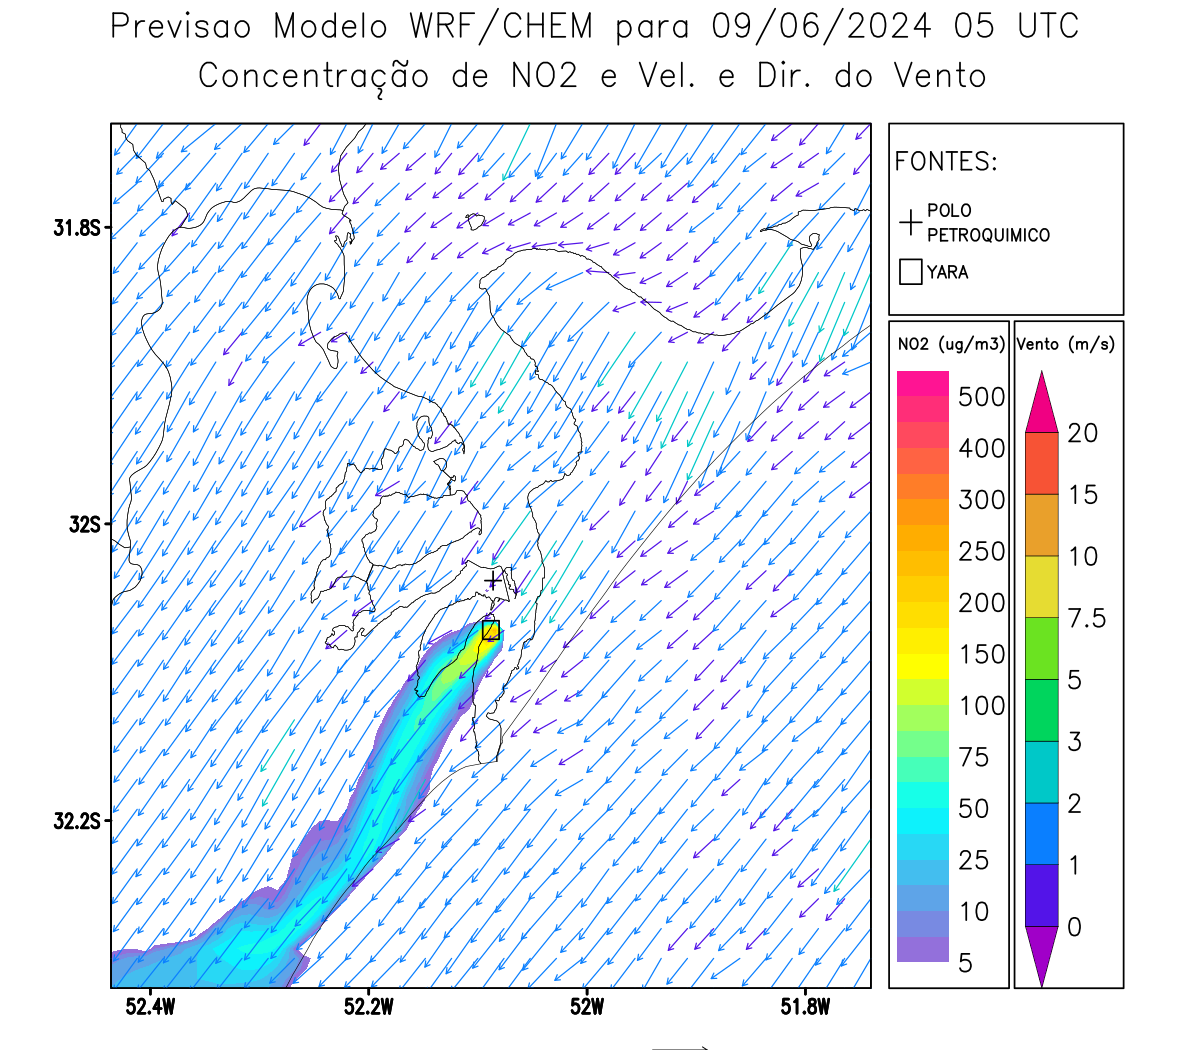 Previsao Modelo WRF/CHEM para 09/06/2024 05 UTC
Concentração de NO2 e Vel. e Dir. do Vento
FONTES:
POLO
PETROQUIMICO
YARA
NO2 (ug/m3)
500
400
300
250
200
150
100
75
50
25
10
5
Vento (m/s)
20
15
10
7.5
5
3
2
1
0
31.8S
32S
32.2S
52.4W
52.2W
52W
51.8W